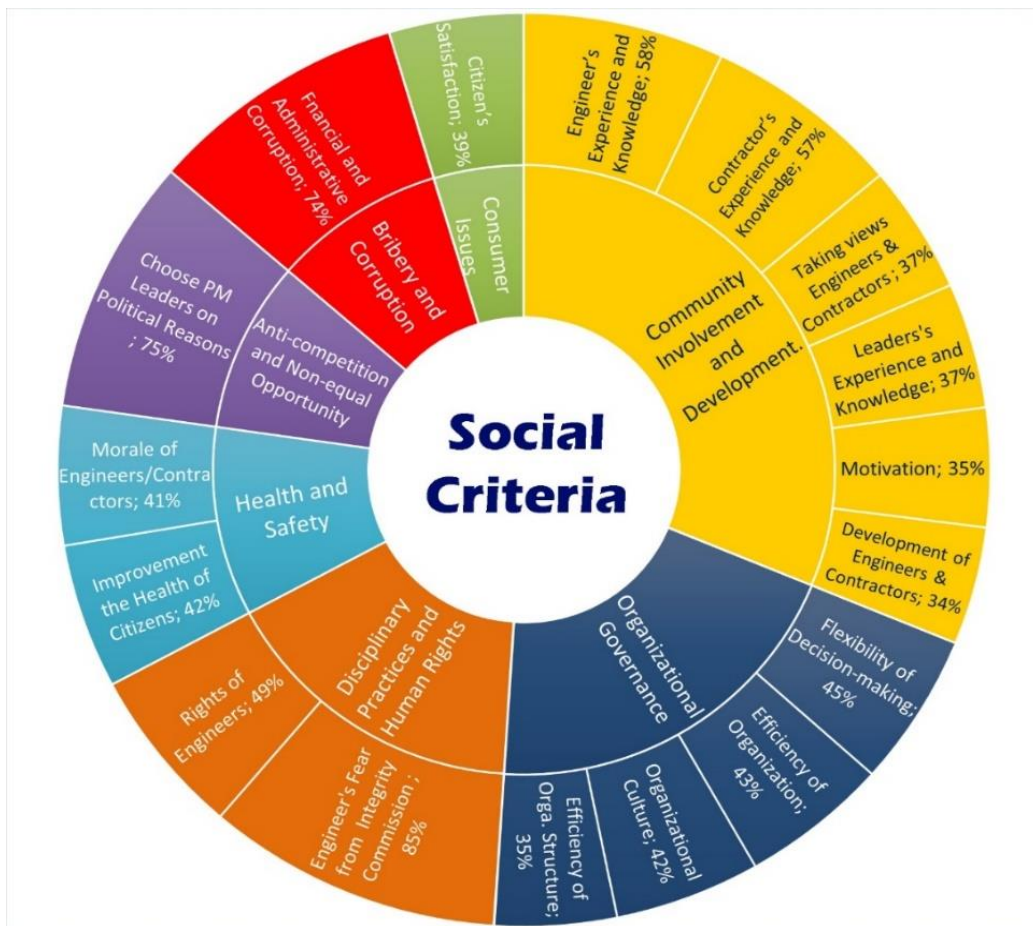 Social
Criteria
Community
Involvement
and
Development.
Engineer's
Experience and
Knowledge; 58%
Contractor's
Experience and
Knowledge; 57%
Taking views
Engineers &
Contractors ; 37%
Leaders's
Experience and
Knowledge; 37%
Motivation; 35%
Development of
Engineers &
Contractors; 34%
Organizational
Governance
Flexibility of
Decision-making;
45%
Efficiency of
Organization;
43%
Organizational
Culture; 42%
Efficiency of
Orga. Structure;
35%
Disciplinary
Practices and
Human Rights
Engineer's Fear
from Integrity
Commission ;
85%
Rights of
Engineers; 49%
Health and
Safety
Improvement
the Health of
Citizens; 42%
Morale of
Engineers/Contra
ctors; 41%
Anti-competition
and Non-equal
Opportunity
Choose PM
Leaders on
Political Reasons
; 75%
Bribery and
Corruption
Fnancial and
Administrative
Corruption; 74%
Consumer
Issues
Citizen's
Satisfaction; 39%